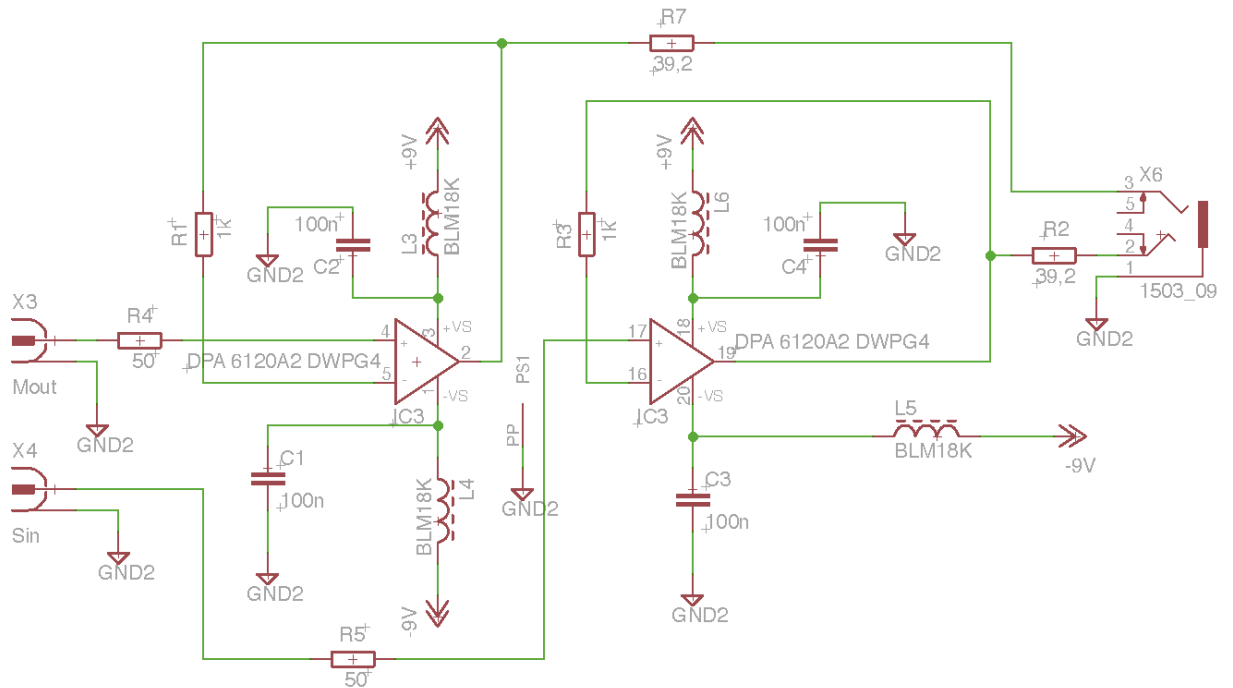 R7
39,2
+9V
BLM18K
L3
100n
C2
GND2
R1
1k
R3
1K
+9V
BLM18K
L6
100n
C4
GND2
X6
3
5
4
2
1
1503_09
R2
39,2
GND2
X3
Mout
R4
50
GND2
4
5
3
+VS
2
1
-VS
DPA 6120A2 DWPG4
IC3
17
16
18
+VS
19
20
-VS
DPA 6120A2 DWPG4
IC3
PS1
PP
GND2
L5
BLM18K
-9V
X4
Sin
GND2
C1
100n
GND2
BLM18K
L4
-9V
C3
100n
GND2
R5
50